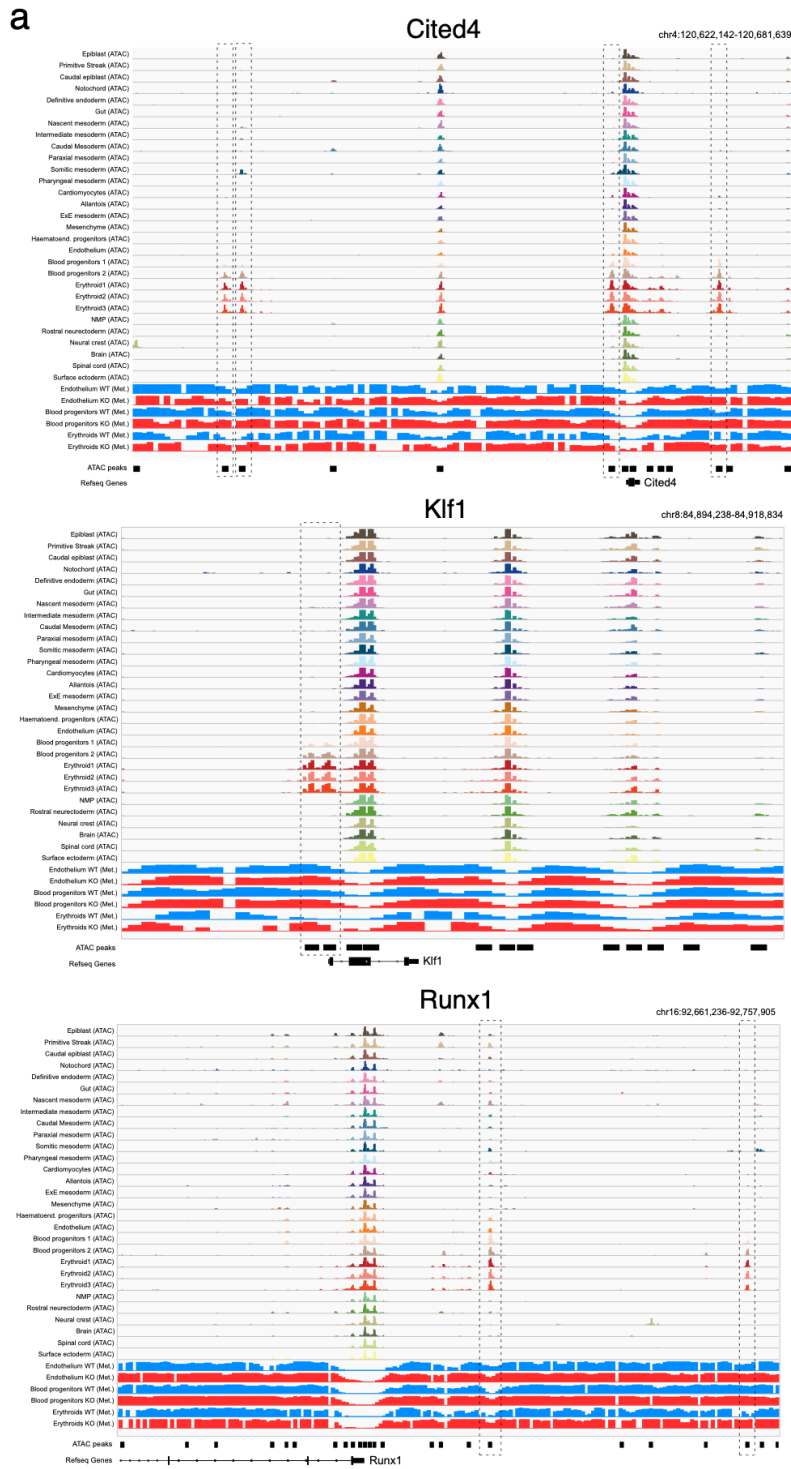 a
Cited4
chr4:120,622,142-120,681,639
Epiblast (ATAC)
Primitive Streak (ATAC)
Caudal epiblast (ATAC)
Notochord (ATAC)
Definitive endoderm (ATAC)
Gut (ATAC)
Nascent mesoderm (ATAC)
Intermediate mesoderm (ATAC)
Caudal Mesoderm (ATAC)
Paraxial mesoderm (ATAC)
Somitic mesoderm (ATAC)
Pharyngeal mesoderm (ATAC)
Cardiomyocytes (ATAC)
Allantois (ATAC)
ExE mesoderm (ATAC)
Mesenchyme (ATAC)
Haematoend. progenitors (ATAC)
Endothelium (ATAC)
Blood progenitors 1 (ATAC)
Blood progenitors 2 (ATAC)
Erythroid1 (ATAC)
Erythroid2 (ATAC)
Erythroid3 (ATAC)
NMP (ATAC)
Rostral neurectoderm (ATAC)
Neural crest (ATAC)
Brain (ATAC)
Spinal cord (ATAC)
Surface ectoderm (ATAC)
Endothelium WT (Met.)
Endothelium KO (Met.)
Blood progenitors WT (Met.)
Blood progenitors KO (Met.)
Erythroids WT (Met.)
Erythroids KO (Met.)
ATAC peaks
Refseq Genes Cited4
Klf1
chr8:84,894,238-84,918,834
Epiblast (ATAC)
Primitive Streak (ATAC)
Caudal epiblast (ATAC)
Notochord (ATAC)
Definitive endoderm (ATAC)
Gut (ATAC)
Nascent mesoderm (ATAC)
Intermediate mesoderm (ATAC)
Caudal Mesoderm (ATAC)
Paraxial mesoderm (ATAC)
Somitic mesoderm (ATAC)
Pharyngeal mesoderm (ATAC)
Cardiomyocytes (ATAC)
Allantois (ATAC)
ExE mesoderm (ATAC)
Mesenchyme (ATAC)
Haematoend. progenitors (ATAC)
Endothelium (ATAC)
Blood progenitors 1 (ATAC)
Blood progenitors 2 (ATAC)
Erythroid1 (ATAC)
Erythroid2 (ATAC)
Erythroid3 (ATAC)
NMP (ATAC)
Rostral neurectoderm (ATAC)
Neural crest (ATAC)
Brain (ATAC)
Spinal cord (ATAC)
Surface ectoderm (ATAC)
Endothelium WT (Met.)
Endothelium KO (Met.)
Blood progenitors WT (Met.)
Blood progenitors KO (Met.)
Erythroids WT (Met.)
Erythroids KO (Met.)
ATAC peaks
Refseq Genes Klf1
Runx1
chr16:92,661,236-92,757,905
Epiblast (ATAC)
Primitive Streak (ATAC)
Caudal epiblast (ATAC)
Notochord (ATAC)
Definitive endoderm (ATAC)
Gut (ATAC)
Nascent mesoderm (ATAC)
Intermediate mesoderm (ATAC)
Caudal Mesoderm (ATAC)
Paraxial mesoderm (ATAC)
Somitic mesoderm (ATAC)
Pharyngeal mesoderm (ATAC)
Cardiomyocytes (ATAC)
Allantois (ATAC)
ExE mesoderm (ATAC)
Mesenchyme (ATAC)
Haematoend. progenitors (ATAC)
Endothelium (ATAC)
Blood progenitors 1 (ATAC)
Blood progenitors 2 (ATAC)
Erythroid1 (ATAC)
Erythroid2 (ATAC)
Erythroid3 (ATAC)
NMP (ATAC)
Rostral neurectoderm (ATAC)
Neural crest (ATAC)
Brain (ATAC)
Spinal cord (ATAC)
Surface ectoderm (ATAC)
Endothelium WT (Met.)
Endothelium KO (Met.)
Blood progenitors WT (Met.)
Blood progenitors KO (Met.)
Erythroids WT (Met.)
Erythroids KO (Met.)
ATAC peaks
Refseq Genes Runx1